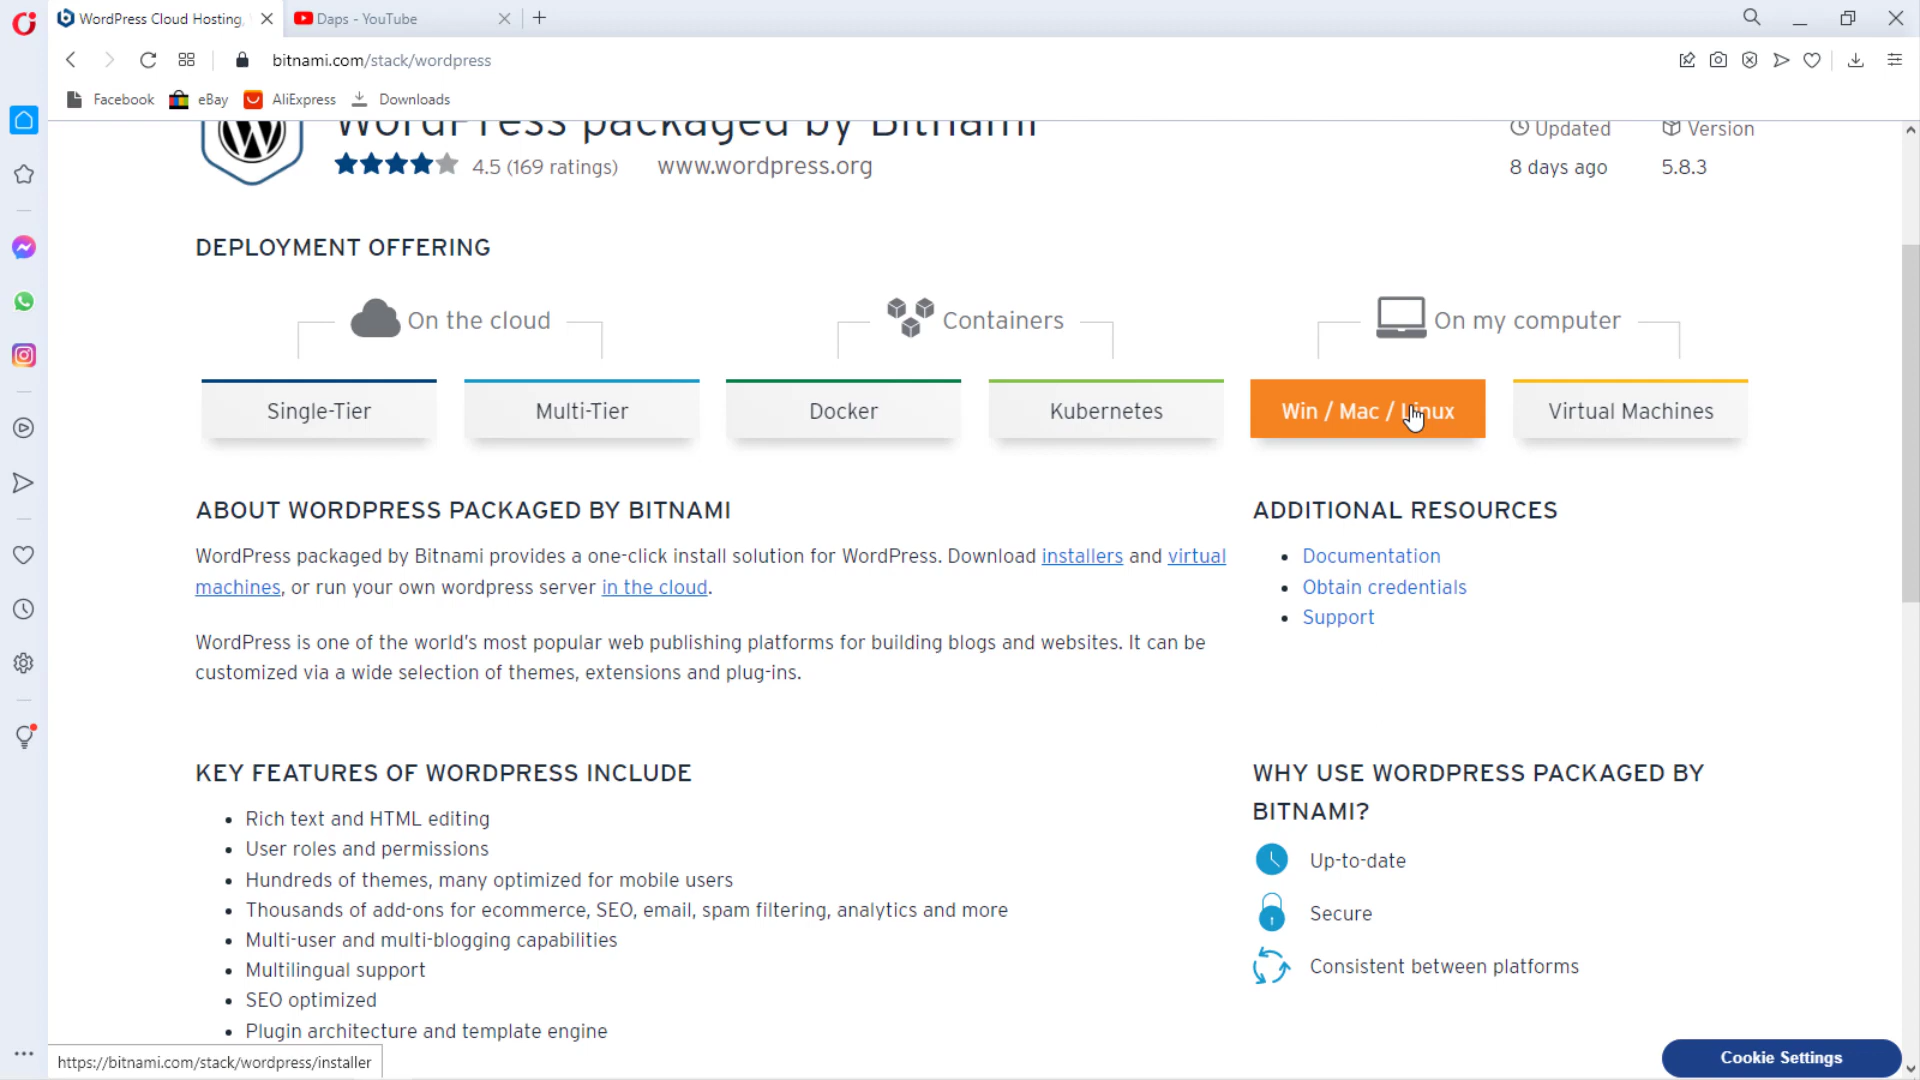 WordPress Cloud Hosting,
Daps - YouTube
bitnami.com/stack/wordpress
Facebook
eBay
AliExpress
Downloads
WordPress packaged by Bitnami
4.5 (169 ratings)
www.wordpress.org
Updated
Version
8 days ago
5.8.3
DEPLOYMENT OFFERING
On the cloud
Containers
On my computer
Single-Tier
Multi-Tier
Docker
Kubernetes
Win / Mac / Linux
Virtual Machines
ABOUT WORDPRESS PACKAGED BY BITNAMI
WordPress packaged by Bitnami provides a one-click install solution for WordPress. Download installers and virtual
machines, or run your own wordpress server in the cloud.
WordPress is one of the world's most popular web publishing platforms for building blogs and websites. It can be
customized via a wide selection of themes, extensions and plug-ins.
ADDITIONAL RESOURCES
Documentation
Obtain credentials
Support
KEY FEATURES OF WORDPRESS INCLUDE
Rich text and HTML editing
User roles and permissions
Hundreds of themes, many optimized for mobile users
Thousands of add-ons for ecommerce, SEO, email, spam filtering, analytics and more
Multi-user and multi-blogging capabilities
Multilingual support
SEO optimized
Plugin architecture and template engine
WHY USE WORDPRESS PACKAGED BY
BITNAMI?
Up-to-date
Secure
Consistent between platforms
https://bitnami.com/stack/wordpress/installer
Cookie Settings